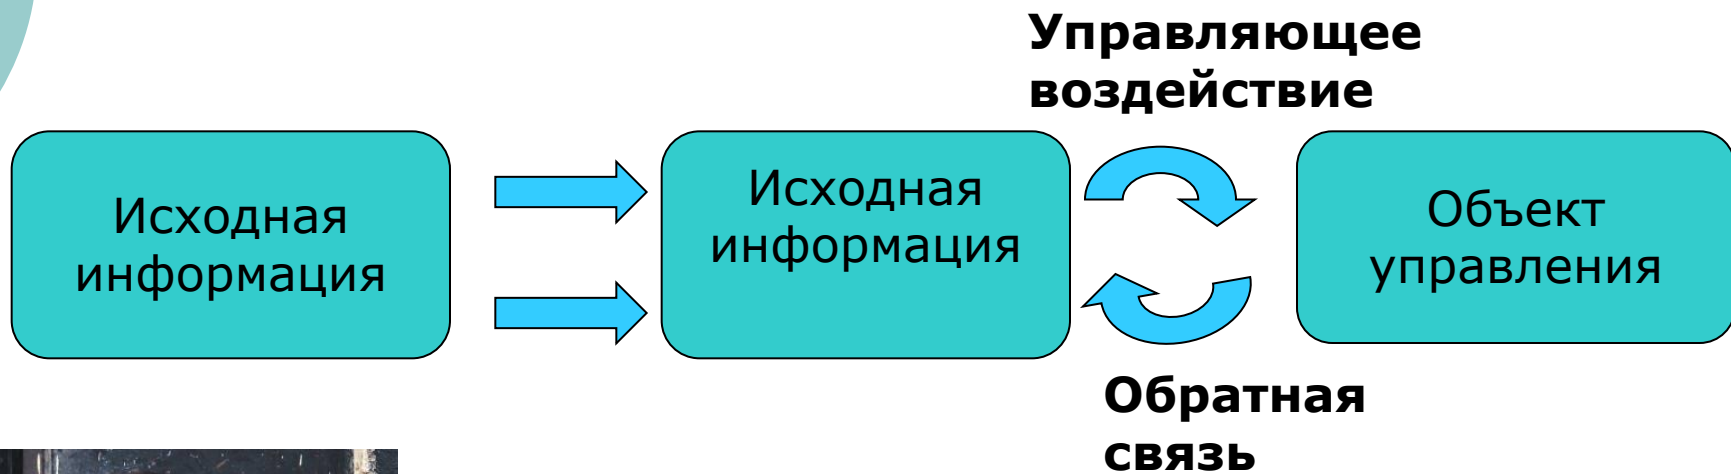 Управляющее
воздействие
Исходная
информация
Исходная
информация
Объект
управления
Обратная
связь